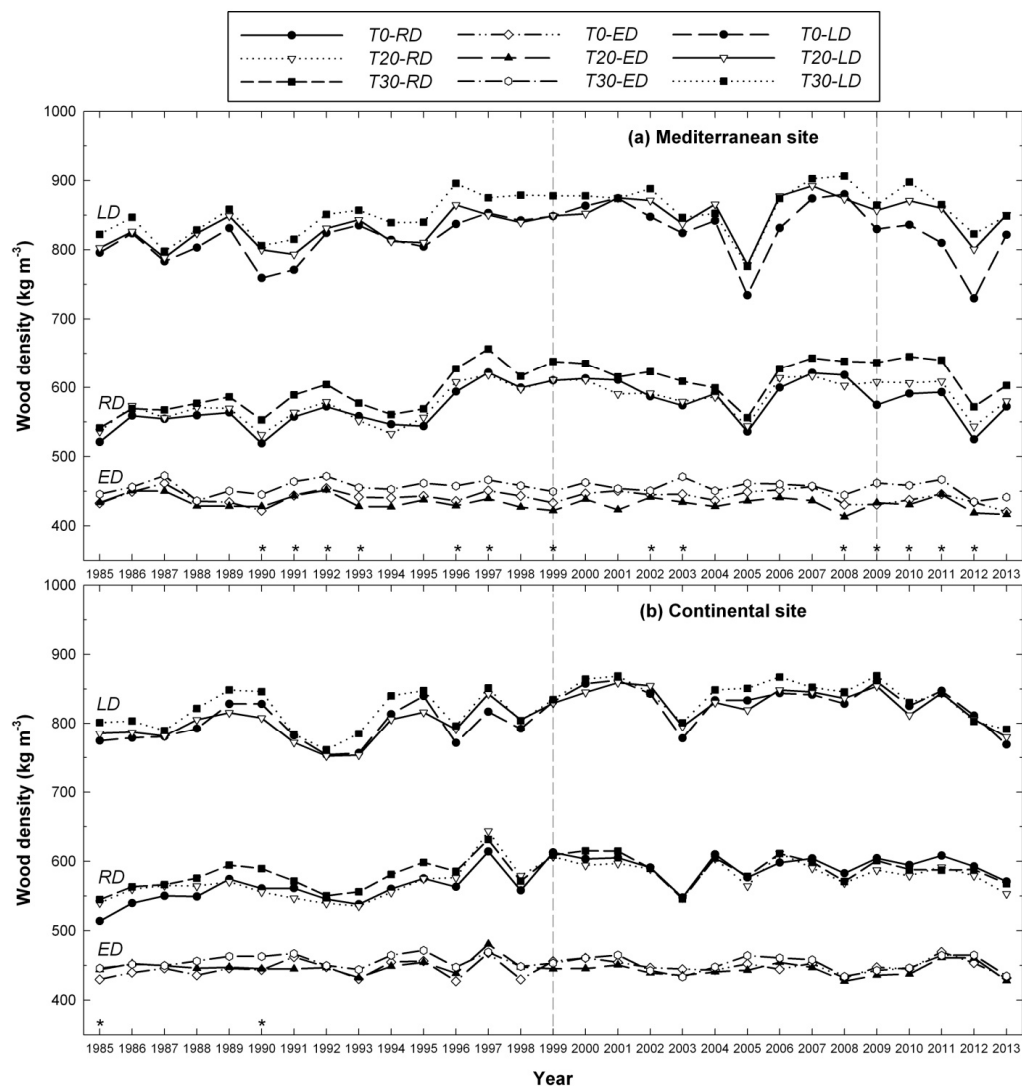 T0-RD T0-ED T0-LD
T20-RD T20-ED T20-LD
T30-RD T30-ED T30-LD
1000
(a) Mediterranean site
900
LD
800
700
600
RD
500
ED
400
Wood density (kg m-3)
* * * * * * * * * * * * * *
1985 1986 1987 1988 1989 1990 1991 1992 1993 1994 1995 1996 1997 1998 1999 2000 2001 2002 2003 2004 2005 2006 2007 2008 2009 2010 2011 2012 2013
1000
(b) Continental site
900
LD
800
700
600
RD
500
ED
400
Wood density (kg m-3)
* *
1985 1986 1987 1988 1989 1990 1991 1992 1993 1994 1995 1996 1997 1998 1999 2000 2001 2002 2003 2004 2005 2006 2007 2008 2009 2010 2011 2012 2013
Year